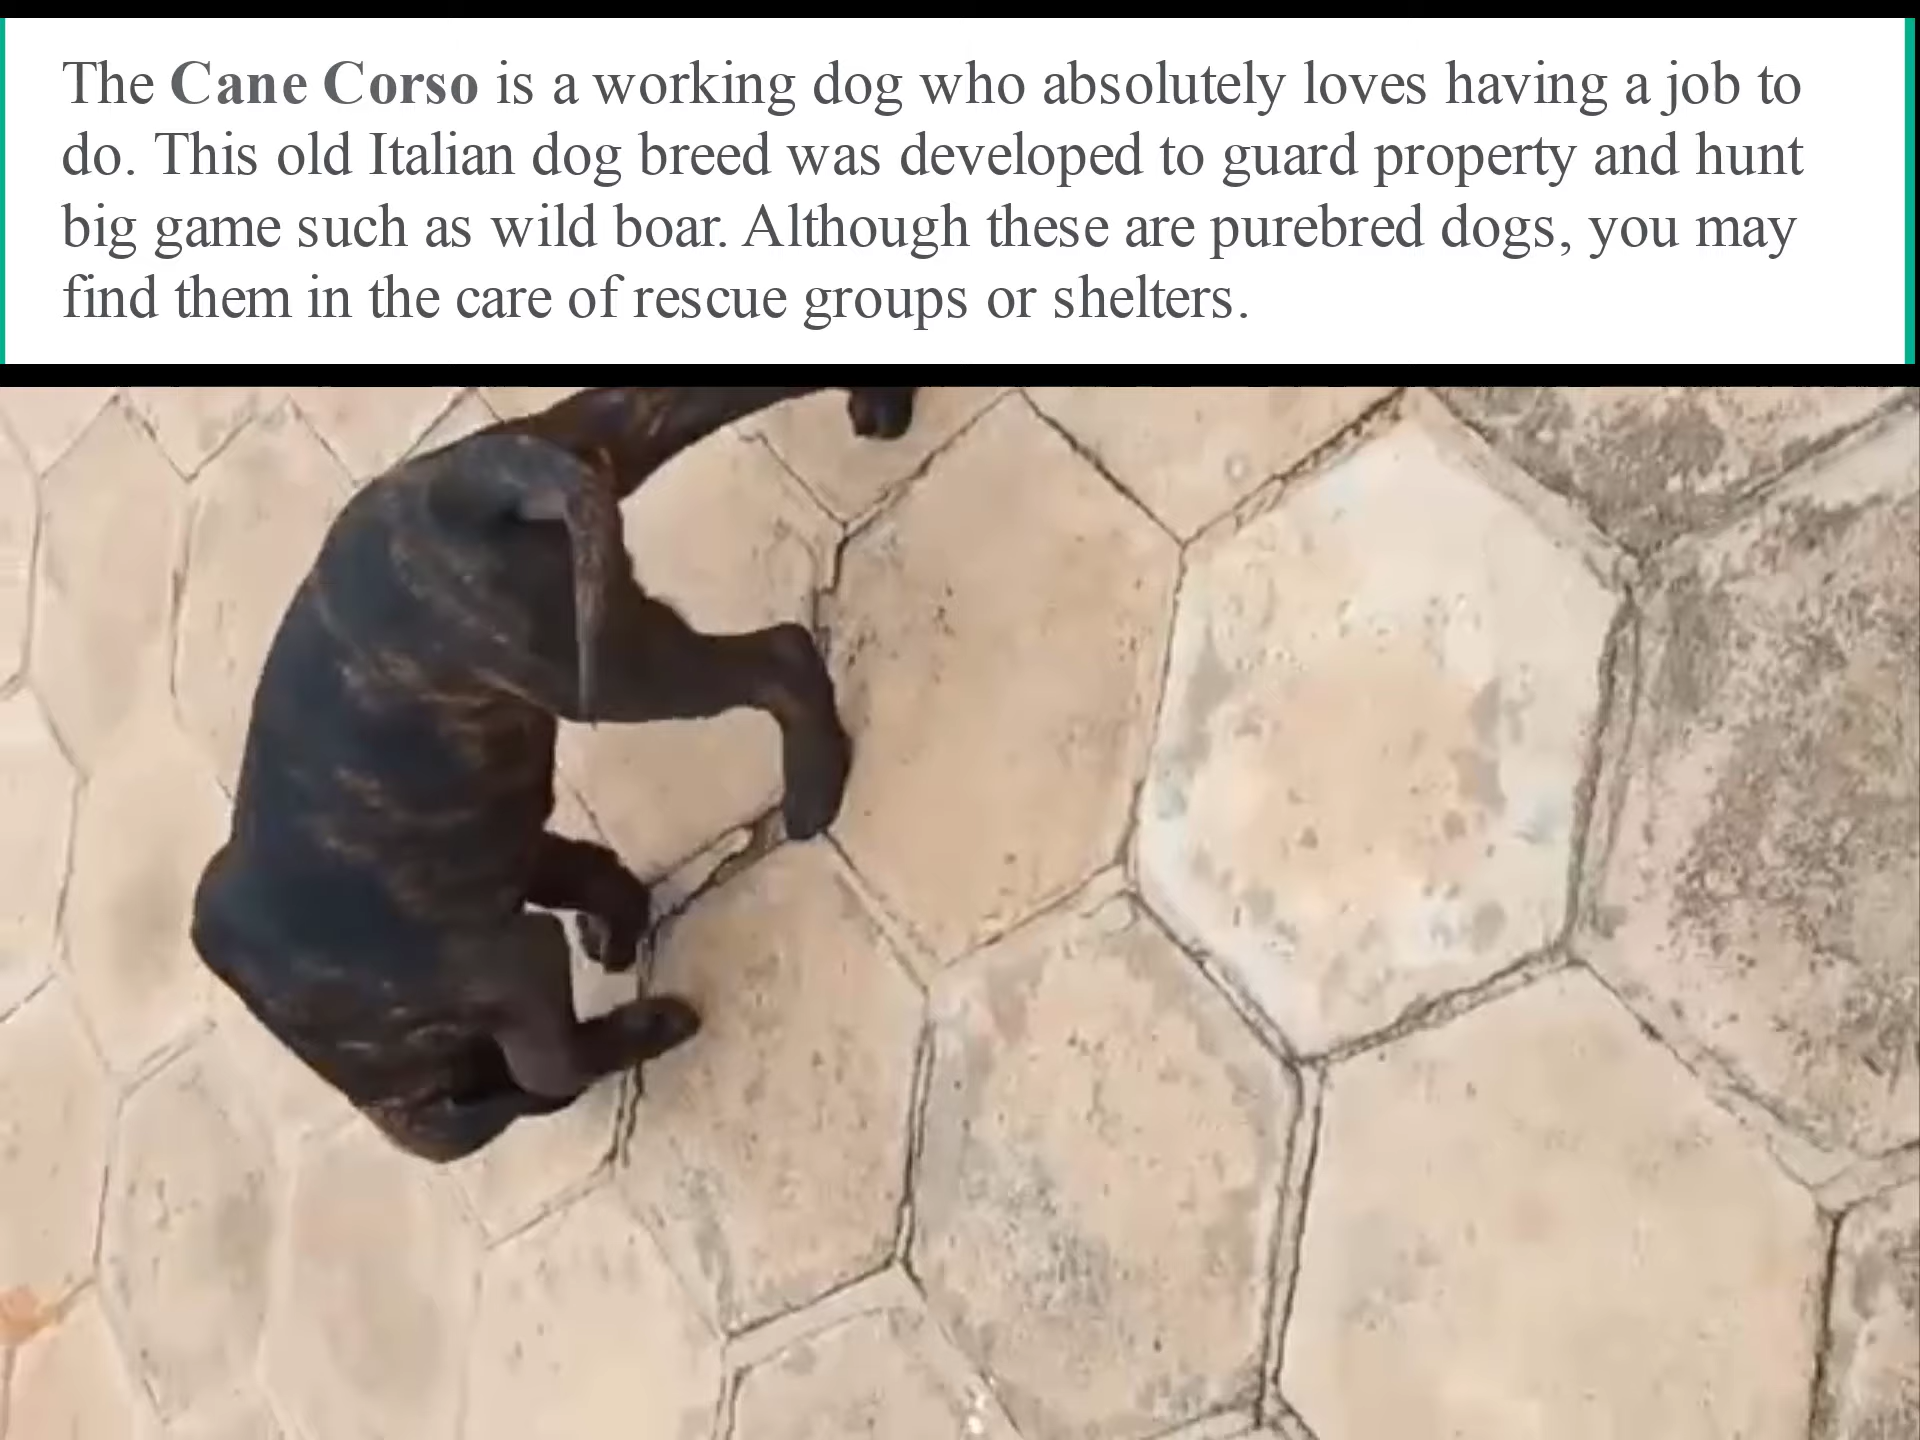 The Cane Corso is a working dog who absolutely loves having a job to
do. This old Italian dog breed was developed to guard property and hunt
big game such as wild boar. Although these are purebred dogs, you may
find them in the care of rescue groups or shelters.